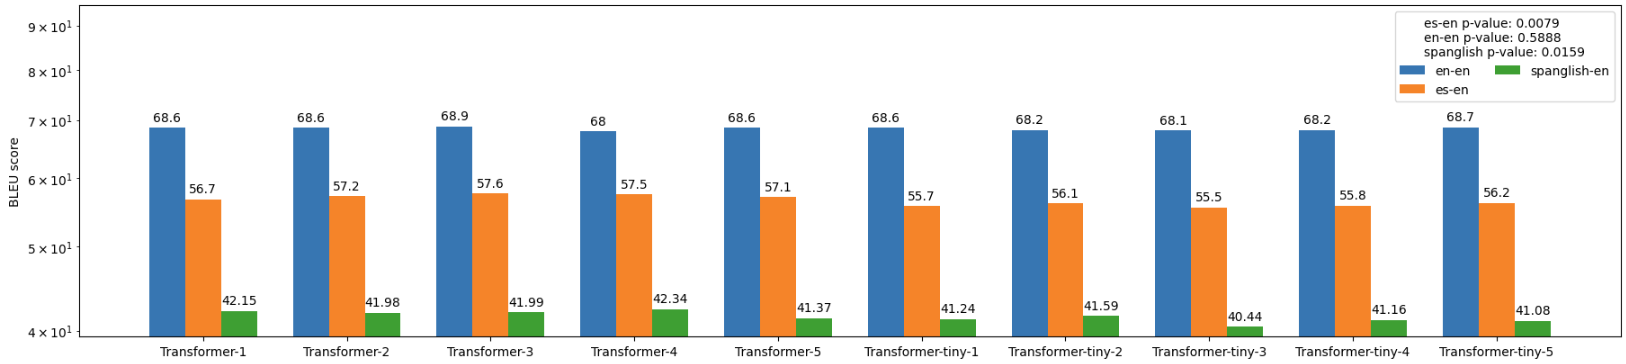 es-en p-value: 0.0079
en-en p-value: 0.5888
spanglish p-value: 0.0159
en-en
spanglish-en
es-en
BLEU score
9 × 10¹
8 × 10¹
7 × 10¹
6 × 10¹
5 × 10¹
4 × 10¹
68.6 56.7 42.15
68.6 57.2 41.98
68.9 57.6 41.99
68 57.5 42.34
68.6 57.1 41.37
68.6 55.7 41.24
68.2 56.1 41.59
68.1 55.5 40.44
68.2 55.8 41.16
68.7 56.2 41.08
Transformer-1 Transformer-2 Transformer-3 Transformer-4 Transformer-5 Transformer-tiny-1 Transformer-tiny-2 Transformer-tiny-3 Transformer-tiny-4 Transformer-tiny-5